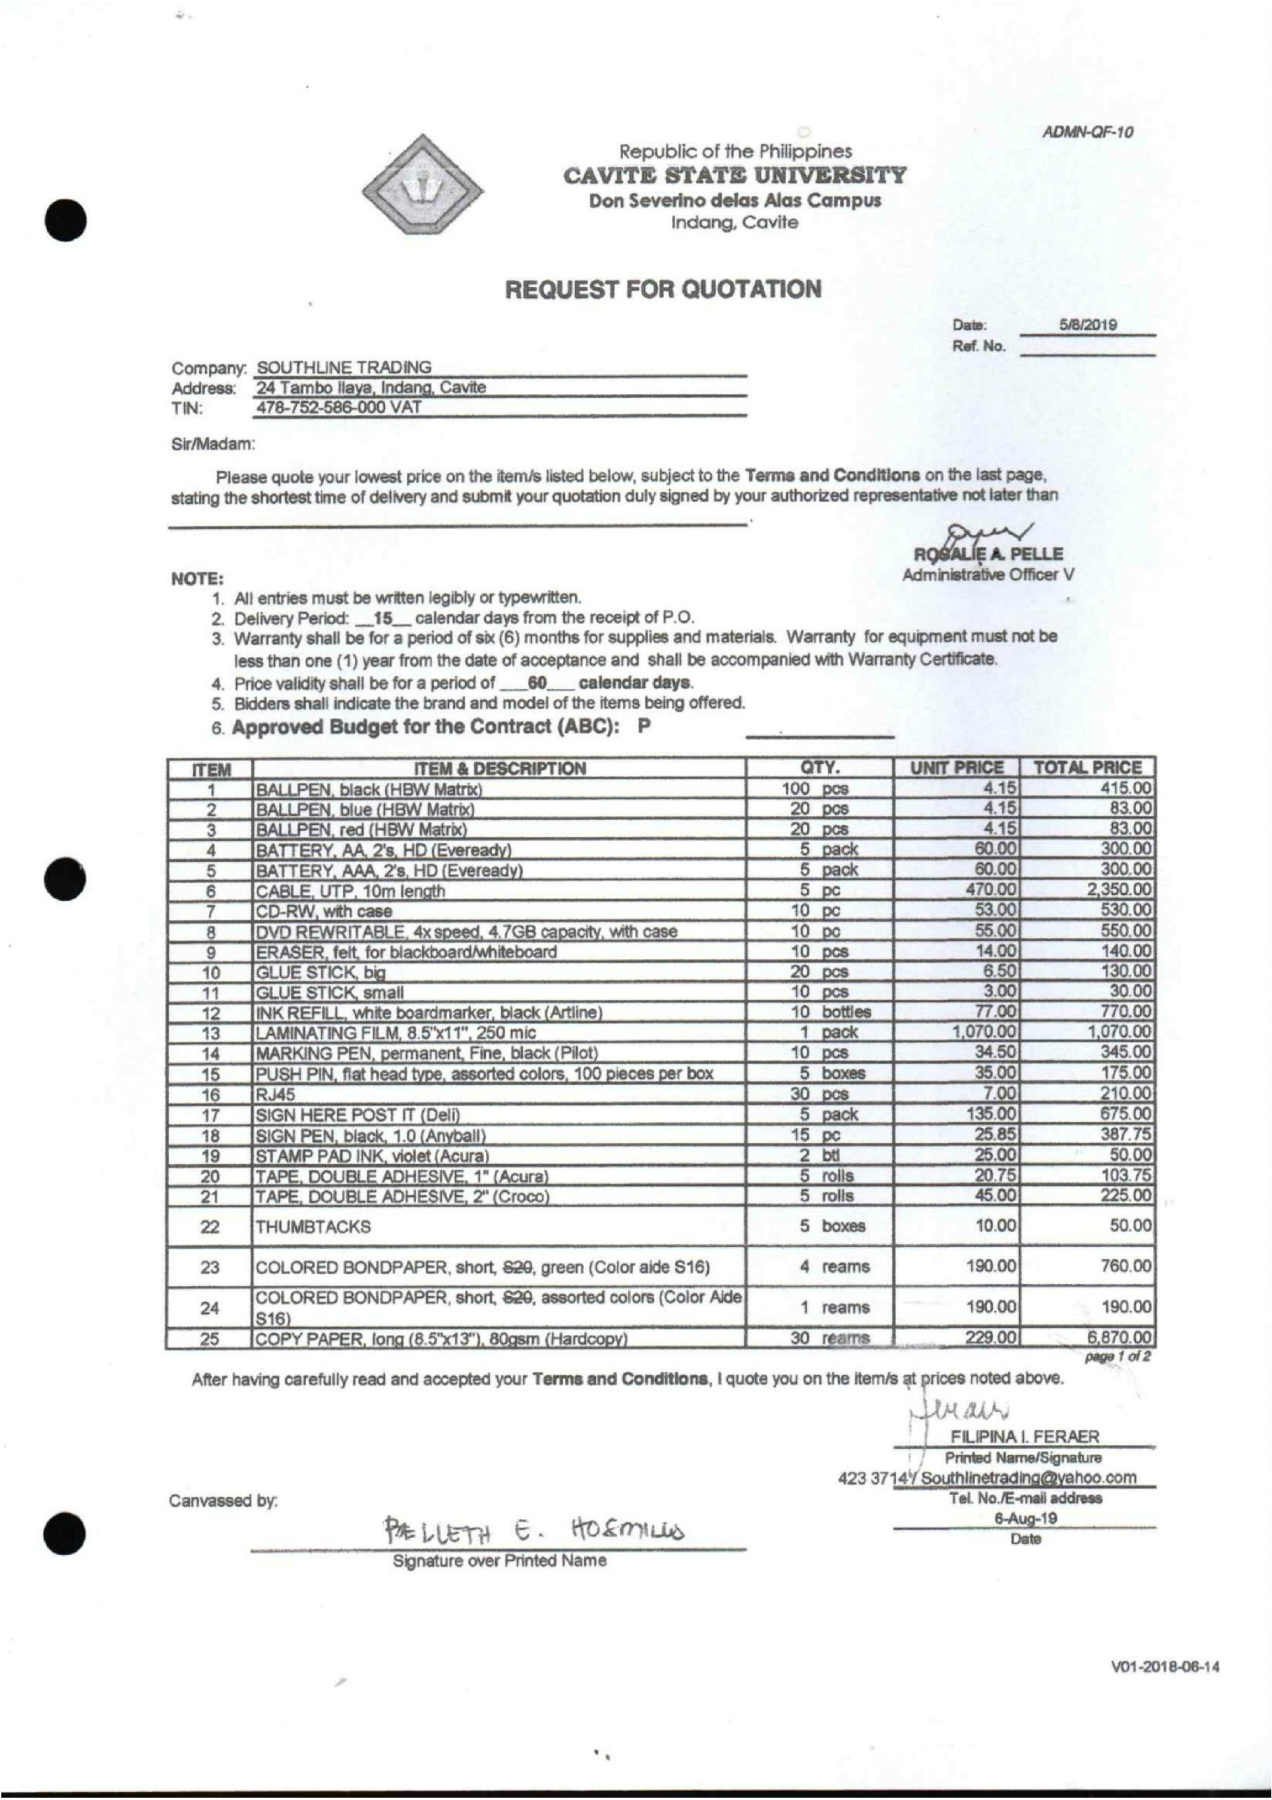 ADMN-QF-10
Republic of the Philippines
CAVITE STATE UNIVERSITY
Don Severino delas Alas Campus
Indang, Cavite
REQUEST FOR QUOTATION
Date: 5/8/2019
Ref. No.
Company: SOUTHLINE TRADING
Address: 24 Tambo Ilaya, Indang, Cavite
TIN: 478-752-586-000 VAT
Sir/Madam:
Please quote your lowest price on the item/s listed below, subject to the Terms and Conditions on the last page,
stating the shortest time of delivery and submit your quotation duly signed by your authorized representative not later than
ROSALIE A. PELLE
Administrative Officer V
NOTE:
1. All entries must be written legibly or typewritten.
2. Delivery Period: __15__ calendar days from the receipt of P.O.
3. Warranty shall be for a period of six (6) months for supplies and materials. Warranty for equipment must not be
less than one (1) year from the date of acceptance and shall be accompanied with Warranty Certificate.
4. Price validity shall be for a period of ___60___ calendar days.
5. Bidders shall indicate the brand and model of the items being offered.
6. Approved Budget for the Contract (ABC): P
ITEM ITEM & DESCRIPTION QTY. UNIT PRICE TOTAL PRICE
1 BALLPEN, black (HBW Matrix) 100 pcs 4.15 415.00
2 BALLPEN, blue (HBW Matrix) 20 pcs 4.15 83.00
3 BALLPEN, red (HBW Matrix) 20 pcs 4.15 83.00
4 BATTERY, AA, 2's, HD (Eveready) 5 pack 60.00 300.00
5 BATTERY, AAA, 2's, HD (Eveready) 5 pack 60.00 300.00
6 CABLE, UTP, 10m length 5 pc 470.00 2,350.00
7 CD-RW, with case 10 pc 53.00 530.00
8 DVD REWRITABLE, 4x speed, 4.7GB capacity, with case 10 pc 55.00 550.00
9 ERASER, felt, for blackboard/whiteboard 10 pcs 14.00 140.00
10 GLUE STICK, big 20 pcs 6.50 130.00
11 GLUE STICK, small 10 pcs 3.00 30.00
12 INK REFILL, white boardmarker, black (Artline) 10 bottles 77.00 770.00
13 LAMINATING FILM, 8.5"x11", 250 mic 1 pack 1,070.00 1,070.00
14 MARKING PEN, permanent, Fine, black (Pilot) 10 pcs 34.50 345.00
15 PUSH PIN, flat head type, assorted colors, 100 pieces per box 5 boxes 35.00 175.00
16 RJ45 30 pcs 7.00 210.00
17 SIGN HERE POST IT (Deli) 5 pack 135.00 675.00
18 SIGN PEN, black, 1.0 (Anyball) 15 pc 25.85 387.75
19 STAMP PAD INK, violet (Acura) 2 btl 25.00 50.00
20 TAPE, DOUBLE ADHESIVE, 1" (Acura) 5 rolls 20.75 103.75
21 TAPE, DOUBLE ADHESIVE, 2" (Croco) 5 rolls 45.00 225.00
22 THUMBTACKS 5 boxes 10.00 50.00
23 COLORED BONDPAPER, short, S20, green (Color aide S16) 4 reams 190.00 760.00
24 COLORED BONDPAPER, short, S20, assorted colors (Color Aide
S16) 1 reams 190.00 190.00
25 COPY PAPER, long (8.5"x13"), 80gsm (Hardcopy) 30 reams 229.00 6,870.00
page 1 of 2
After having carefully read and accepted your Terms and Conditions, I quote you on the item/s at prices noted above.
FILIPINA I. FERAER
Printed Name/Signature
423 3714/ Southlinetrading@yahoo.com
Tel. No./E-mail address
6-Aug-19
Date
Canvassed by:
Signature over Printed Name
V01-2018-06-14